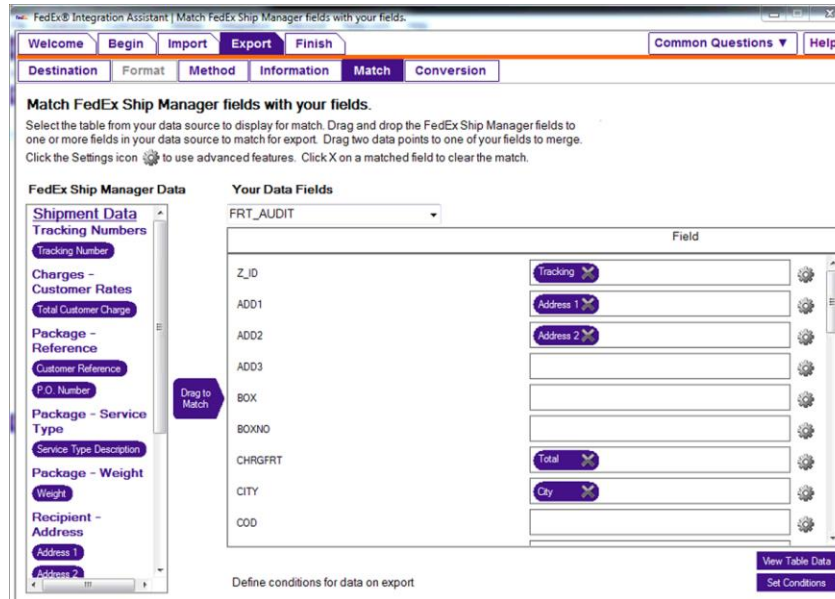 FedEx® Integration Assistant | Match FedEx Ship Manager fields with your fields.
Welcome Begin Import Export Finish Common Questions ▼ Help
Destination Format Method Information Match Conversion
Match FedEx Ship Manager fields with your fields.
Select the table from your data source to display for match. Drag and drop the FedEx Ship Manager fields to
one or more fields in your data source to match for export. Drag two data points to one of your fields to merge.
Click the Settings icon to use advanced features. Click X on a matched field to clear the match.
FedEx Ship Manager Data
Shipment Data
Tracking Numbers
Tracking Number
Charges -
Customer Rates
Total Customer Charge
Package -
Reference
Customer Reference
P.O. Number
Package - Service
Type
Service Type Description
Package - Weight
Weight
Recipient -
Address
Address 1
Address 2
Drag to
Match
Your Data Fields
FRT_AUDIT
Field
Z_ID Tracking
ADD1 Address 1
ADD2 Address 2
ADD3
BOX
BOXNO
CHRGFRT Total
CITY City
COD
View Table Data
Define conditions for data on export Set Conditions